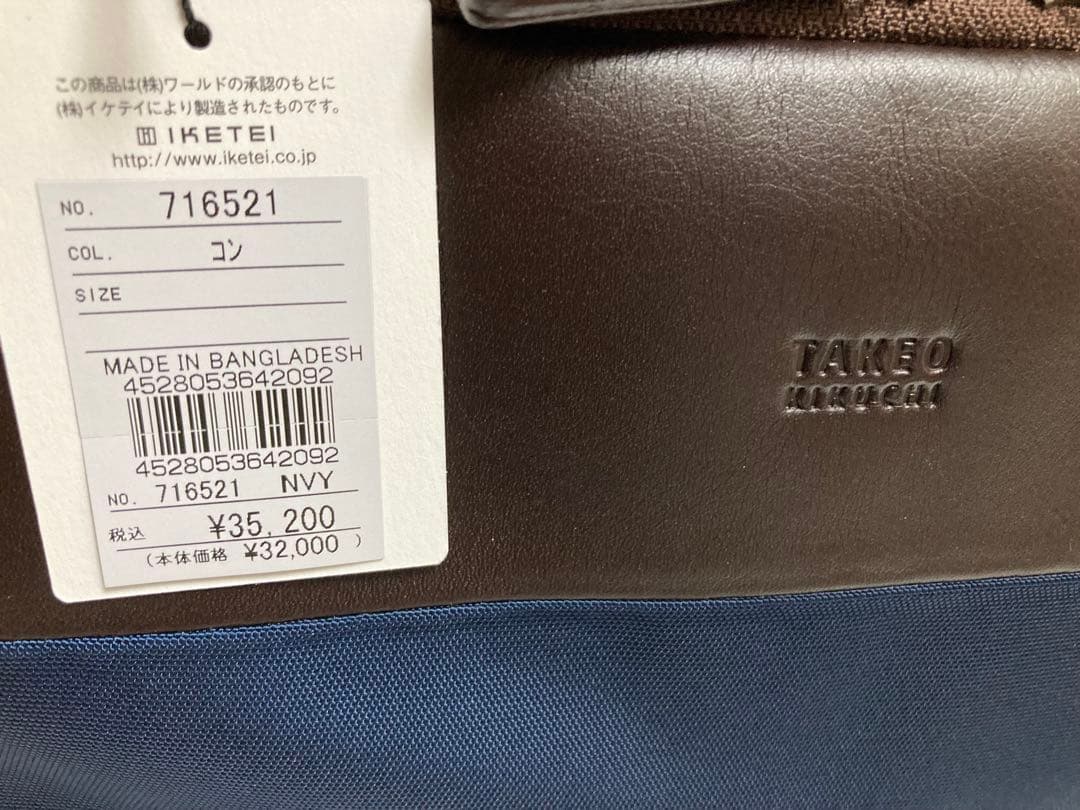 この商品は(株)ワールドの承認のもとに
(株)イケテイにより製造されたものです。
IKETEI
http://www.iketei.co.jp
NO. 716521
COL. コン
SIZE
MADE IN BANGLADESH
4528053642092
4528053642092
NO. 716521 NVY
税込 ¥35,200
(本体価格 ¥32,000 )
TAKEO
KIKUCHI